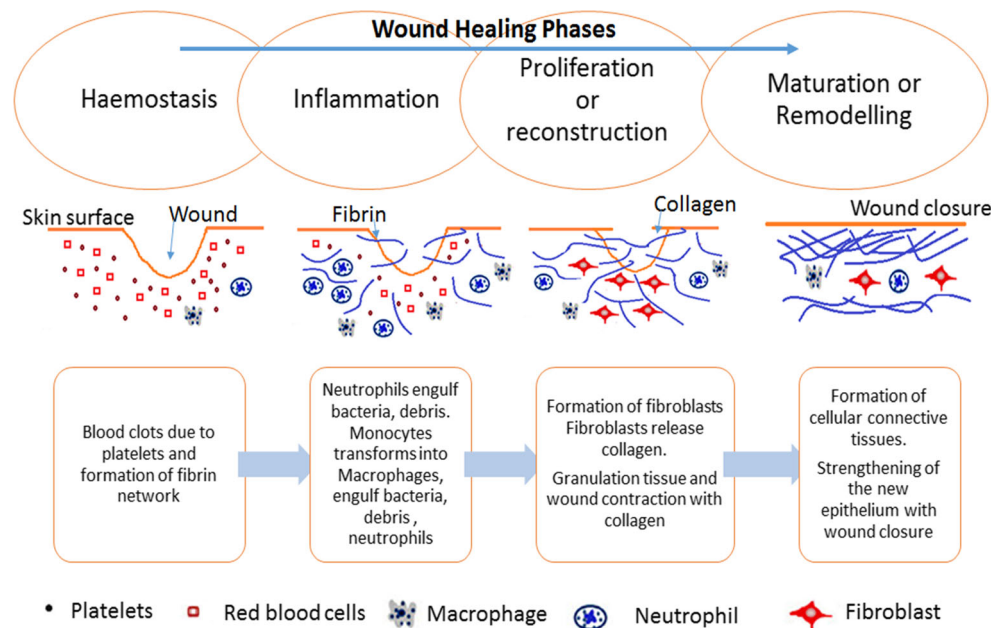 Wound Healing Phases
Haemostasis
Inflammation
Proliferation
or
reconstruction
Maturation or
Remodelling
Skin surface
Wound
Fibrin
Collagen
Wound closure
Blood clots due to
platelets and
formation of fibrin
network
Neutrophils engulf
bacteria, debris.
Monocytes
transforms into
Macrophages,
engulf bacteria,
debris ,
neutrophils
Formation of fibroblasts
Fibroblasts release
collagen.
Granulation tissue and
wound contraction with
collagen
Formation of
cellular connective
tissues.
Strengthening of
the new
epithelium with
wound closure
Platelets
Red blood cells
Macrophage
Neutrophil
Fibroblast